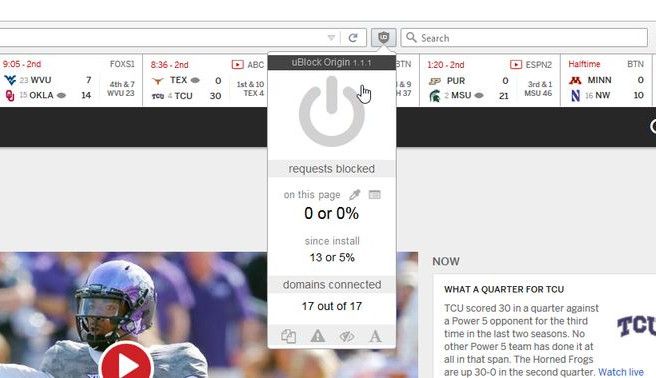 Search
9:05 - 2nd FOXS1
23 WVU 7
15 OKLA 14
4th & 7
WVU 23
8:36 - 2nd ABC
TEX 0
TCU 4 TCU 30
1st & 10
TEX 4
BTN
& 9
J 37
1:20 - 2nd ESPN2
PUR 0
2 MSU 21
3rd & 1
MSU 46
Halftime BTN
MINN 0
16 NW 10
uBlock Origin 1.1.1
requests blocked
on this page
0 or 0%
since install
13 or 5%
domains connected
17 out of 17
A
NOW
WHAT A QUARTER FOR TCU
TCU scored 30 in a quarter against
a Power 5 opponent for the third
time in the last two seasons. No
other Power 5 team has done it at
all in that span. The Horned Frogs
are up 30-0 in the second quarter. Watch live
TCU